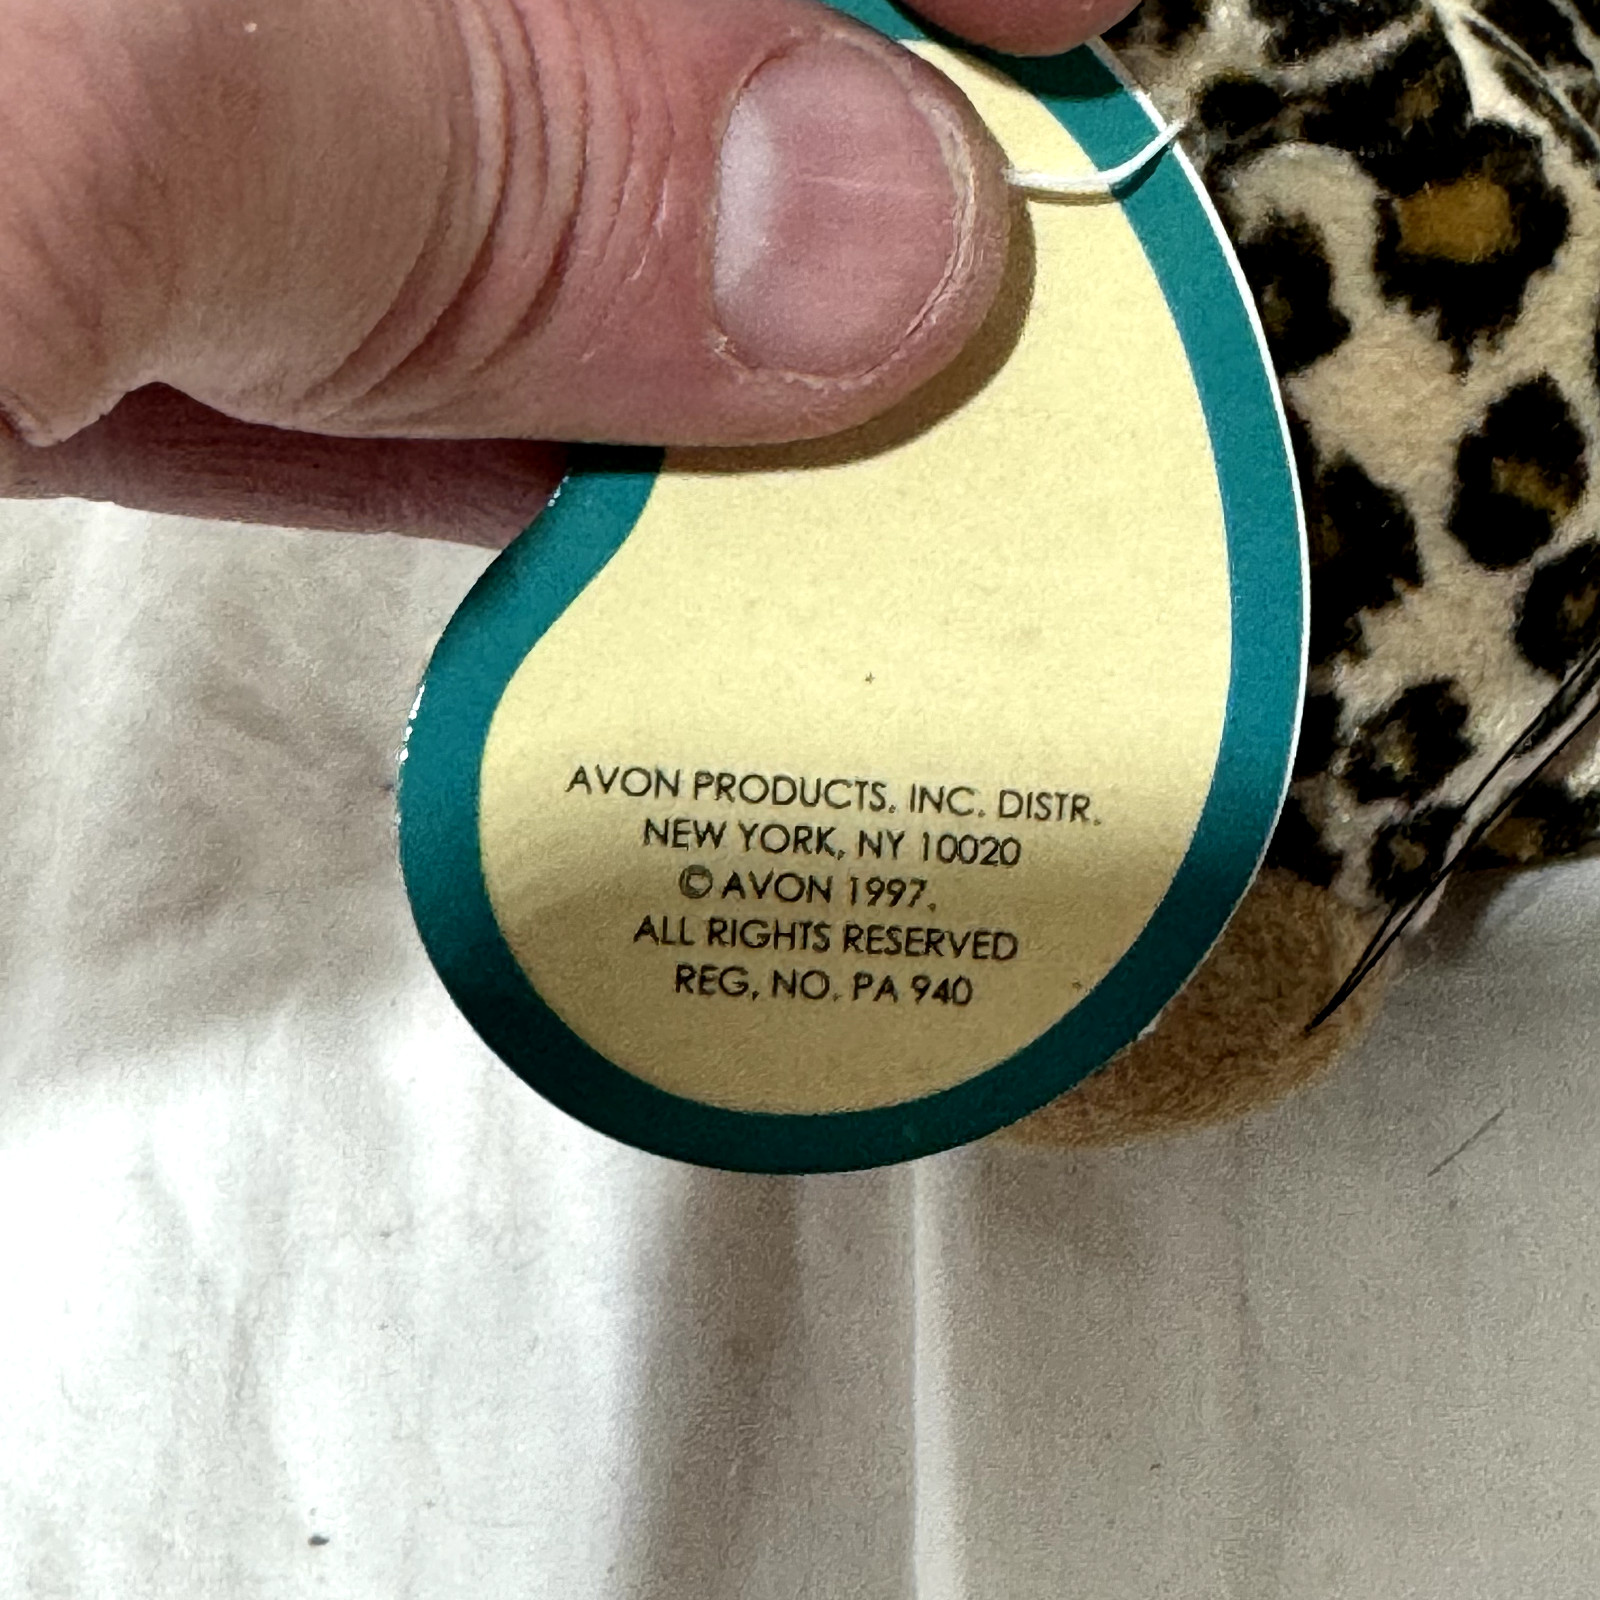 AVON PRODUCTS, INC. DISTR.
NEW YORK, NY 10020
© AVON 1997.
ALL RIGHTS RESERVED
REG. NO. PA 940